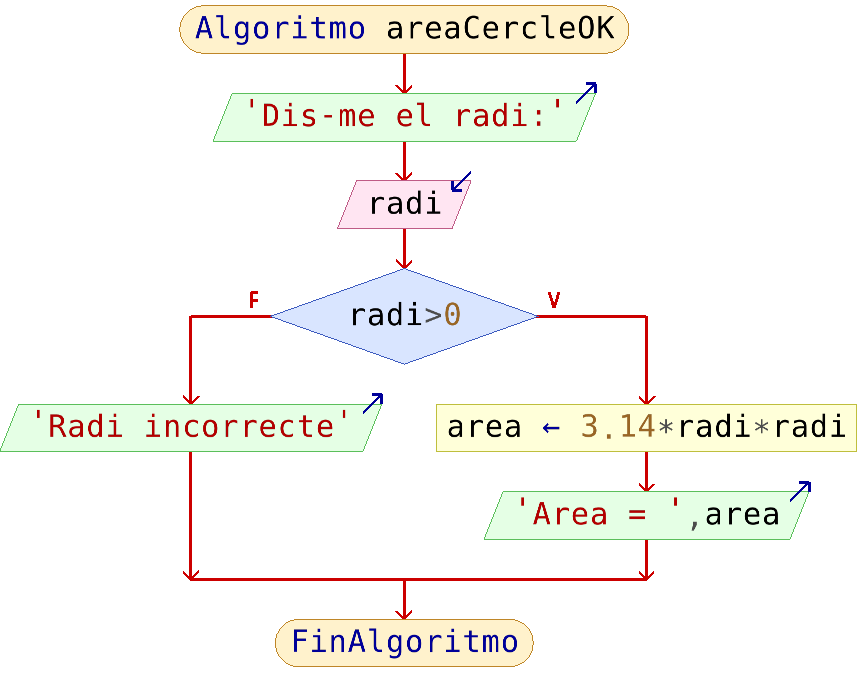 Algoritmo areaCercleOK
'Dis-me el radi:'
radi
F
radi>0
V
'Radi incorrecte'
area ← 3.14*radi*radi
'Area = ',area
FinAlgoritmo